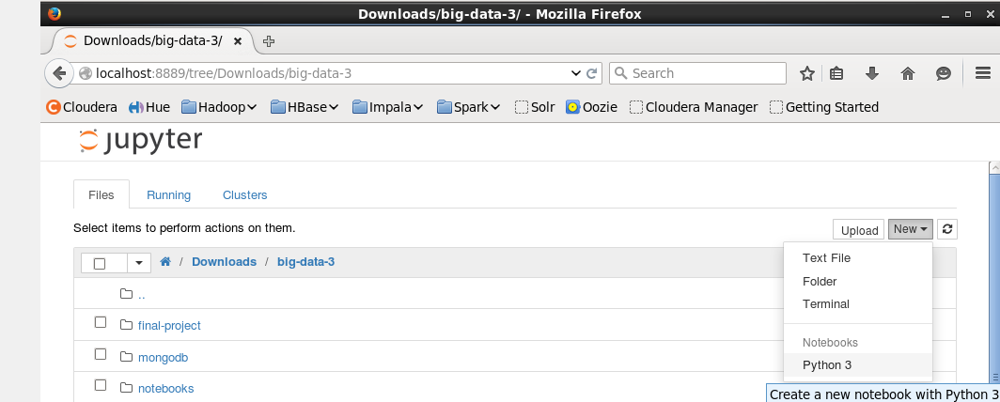 Downloads/big-data-3/ - Mozilla Firefox
Downloads/big-data-3/
localhost:8889/tree/Downloads/big-data-3
Search
Cloudera Hue Hadoop HBase Impala Spark Solr Oozie Cloudera Manager Getting Started
jupyter
Files Running Clusters
Select items to perform actions on them.
Upload New
/ Downloads / big-data-3
Text File
..
Folder
Terminal
final-project
Notebooks
mongodb
Python 3
notebooks
Create a new notebook with Python 3